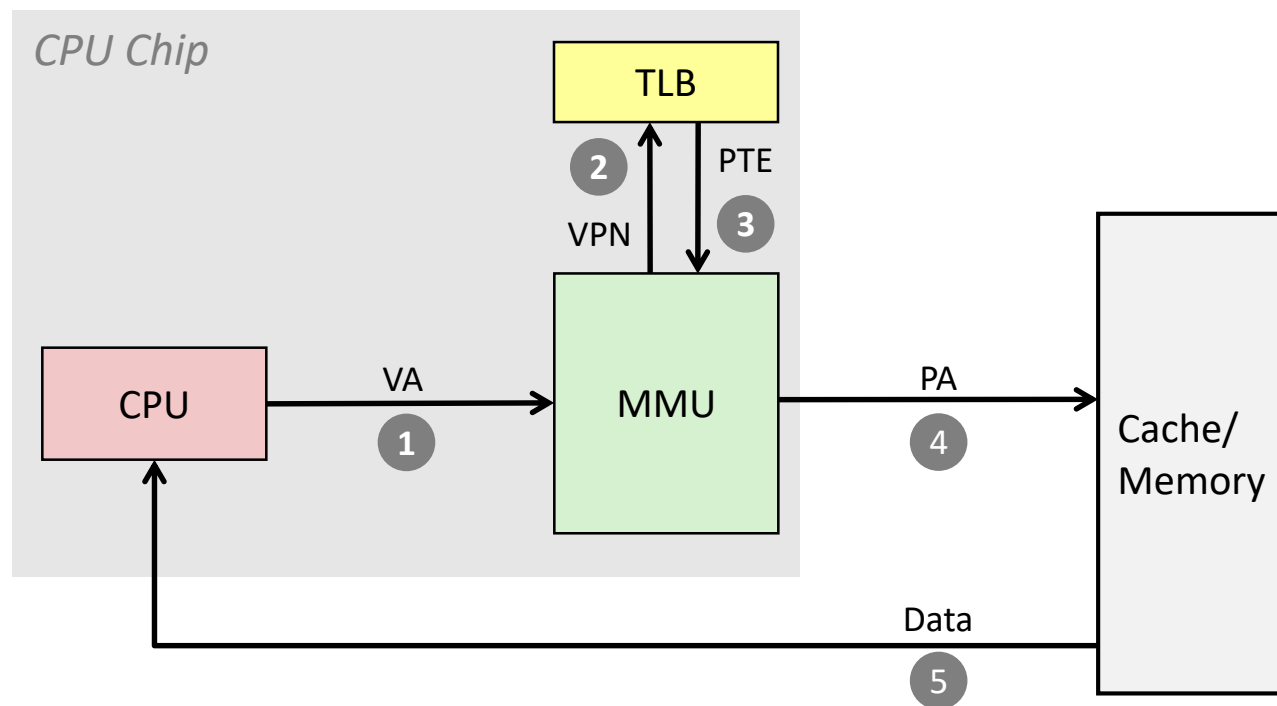 CPU Chip
TLB
2
PTE
VPN
3
CPU
VA
1
MMU
PA
4
Cache/
Memory
Data
5